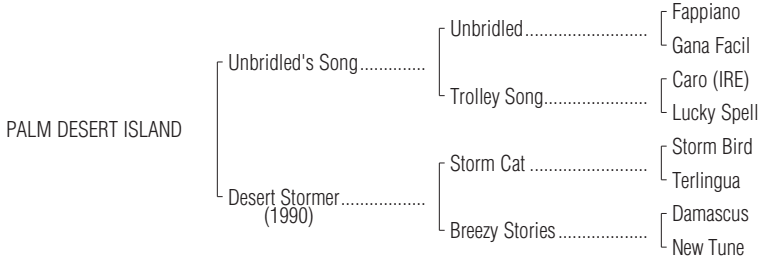 Fappiano
Unbridled..........................
Gana Facil
Unbridled's Song..............
Caro (IRE)
Trolley Song......................
Lucky Spell
PALM DESERT ISLAND
Storm Bird
Storm Cat .........................
Terlingua
Desert Stormer..................
(1990)
Damascus
Breezy Stories ...................
New Tune